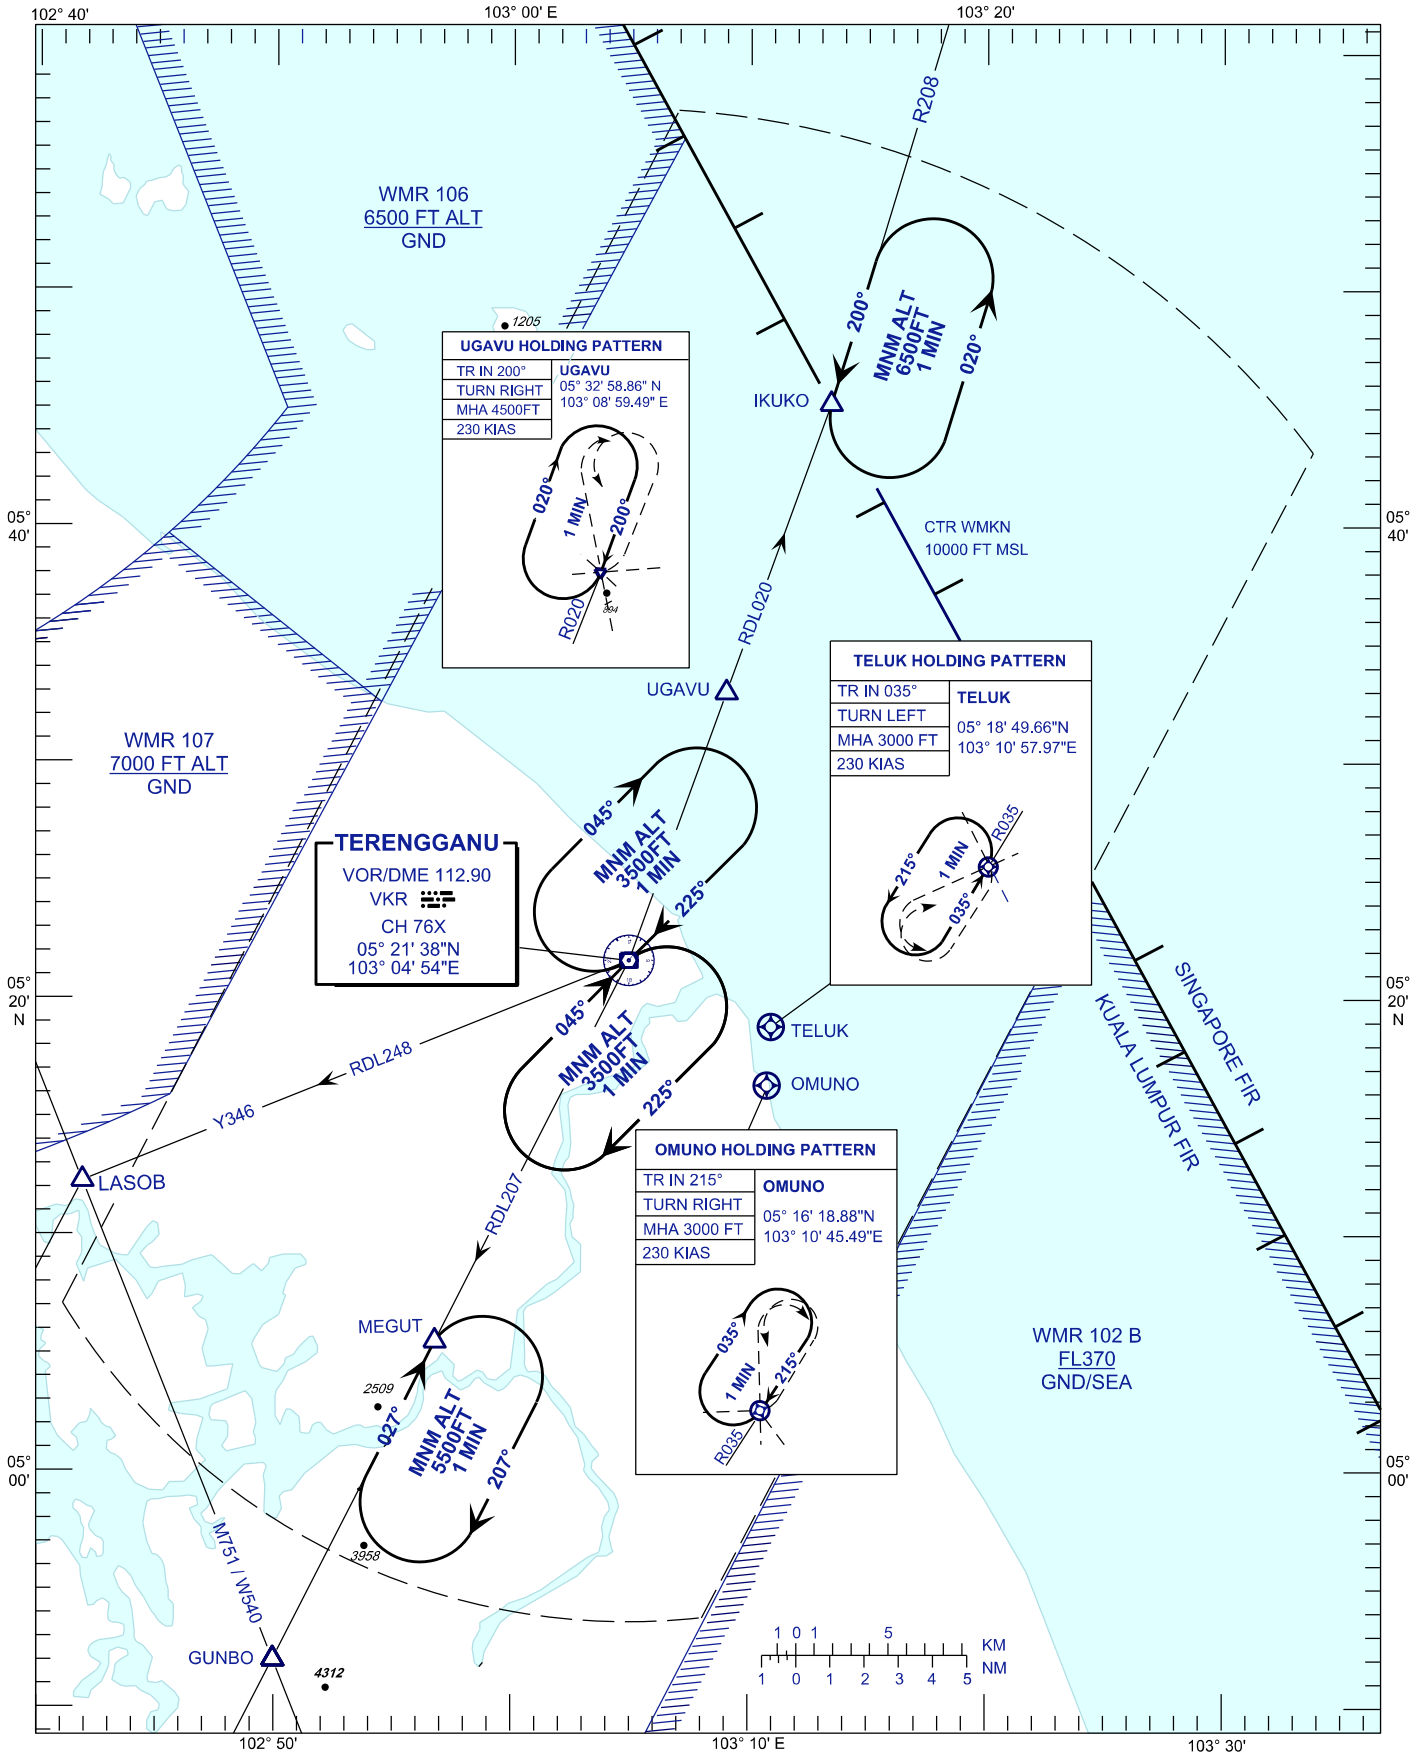 102° 40'
103° 00' E
103° 20'
R208
WMR 106
6500 FT ALT
GND
1205
UGAVU HOLDING PATTERN
TR IN 200°
TURN RIGHT
MHA 4500FT
230 KIAS
UGAVU
05° 32' 58.86" N
103° 08' 59.49" E
020°
1 MIN
200°
R020
894
200°
MNM ALT
6500FT
1 MIN
020°
IKUKO
05°
40'
05°
40'
CTR WMKN
10000 FT MSL
RDL020
UGAVU
TELUK HOLDING PATTERN
TR IN 035°
TURN LEFT
MHA 3000 FT
230 KIAS
TELUK
05° 18' 49.66"N
103° 10' 57.97"E
R035
215°
1 MIN
035°
WMR 107
7000 FT ALT
GND
045°
MNM ALT
3500FT
1 MIN
225°
TERENGGANU
VOR/DME 112.90
VKR
CH 76X
05° 21' 38"N
103° 04' 54"E
05°
20'
N
05°
20'
N
045°
MNM ALT
3500FT
1 MIN
225°
SINGAPORE FIR
KUALA LUMPUR FIR
TELUK
OMUNO
RDL248
Y346
LASOB
RDL207
OMUNO HOLDING PATTERN
TR IN 215°
TURN RIGHT
MHA 3000 FT
230 KIAS
OMUNO
05° 16' 18.88"N
103° 10' 45.49"E
035°
1 MIN
215°
R035
MEGUT
2509
027°
MNM ALT
5500FT
1 MIN
207°
WMR 102 B
FL370
GND/SEA
05°
00'
05°
00'
3958
M751 / W540
GUNBO
4312
1 0 1 5 KM
1 0 1 2 3 4 5 NM
102° 50'
103° 10' E
103° 30'